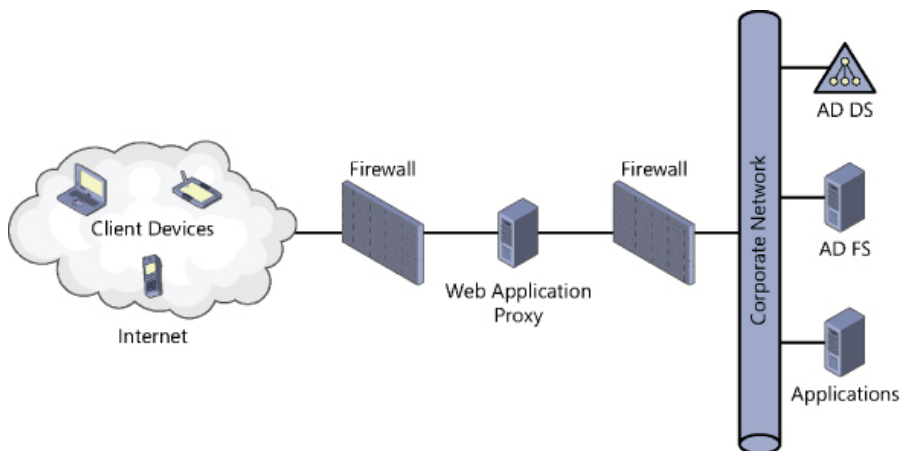 Client Devices
Internet
Firewall
Web Application
Proxy
Firewall
Corporate Network
AD DS
AD FS
Applications